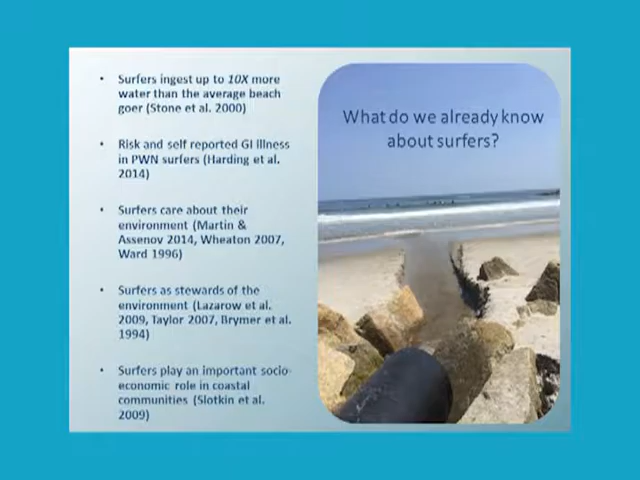 • Surfers ingest up to 10X more
water than the average beach
goer (Stone et al. 2000)
• Risk and self reported GI Illness
in PWN surfers (Harding et al.
2014)
• Surfers care about their
environment (Martin &
Assenov 2014, Wheaton 2007,
Ward 1996)
• Surfers as stewards of the
environment (Lazarow et al.
2009, Taylor 2007, Brymer et al.
1994)
• Surfers play an important socio-
economic role in coastal
communities (Slotkin et al.
2009)
What do we already know
about surfers?